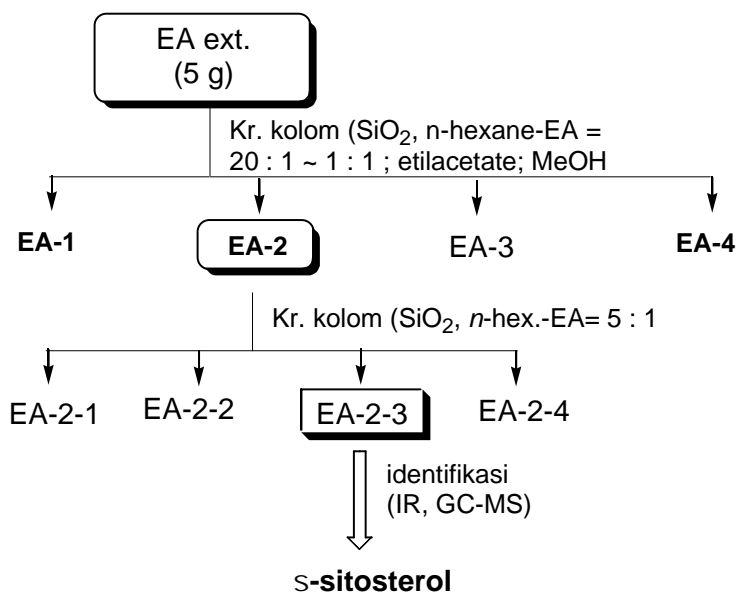 EA ext.
(5 g)
Kr. kolom (SiO₂, n-hexane-EA =
20 : 1 ~ 1 : 1 ; etilacetate; MeOH
EA-1
EA-2
EA-3
EA-4
Kr. kolom (SiO₂, n-hex.-EA= 5 : 1
EA-2-1
EA-2-2
EA-2-3
EA-2-4
identifikasi
(IR, GC-MS)
s-sitosterol